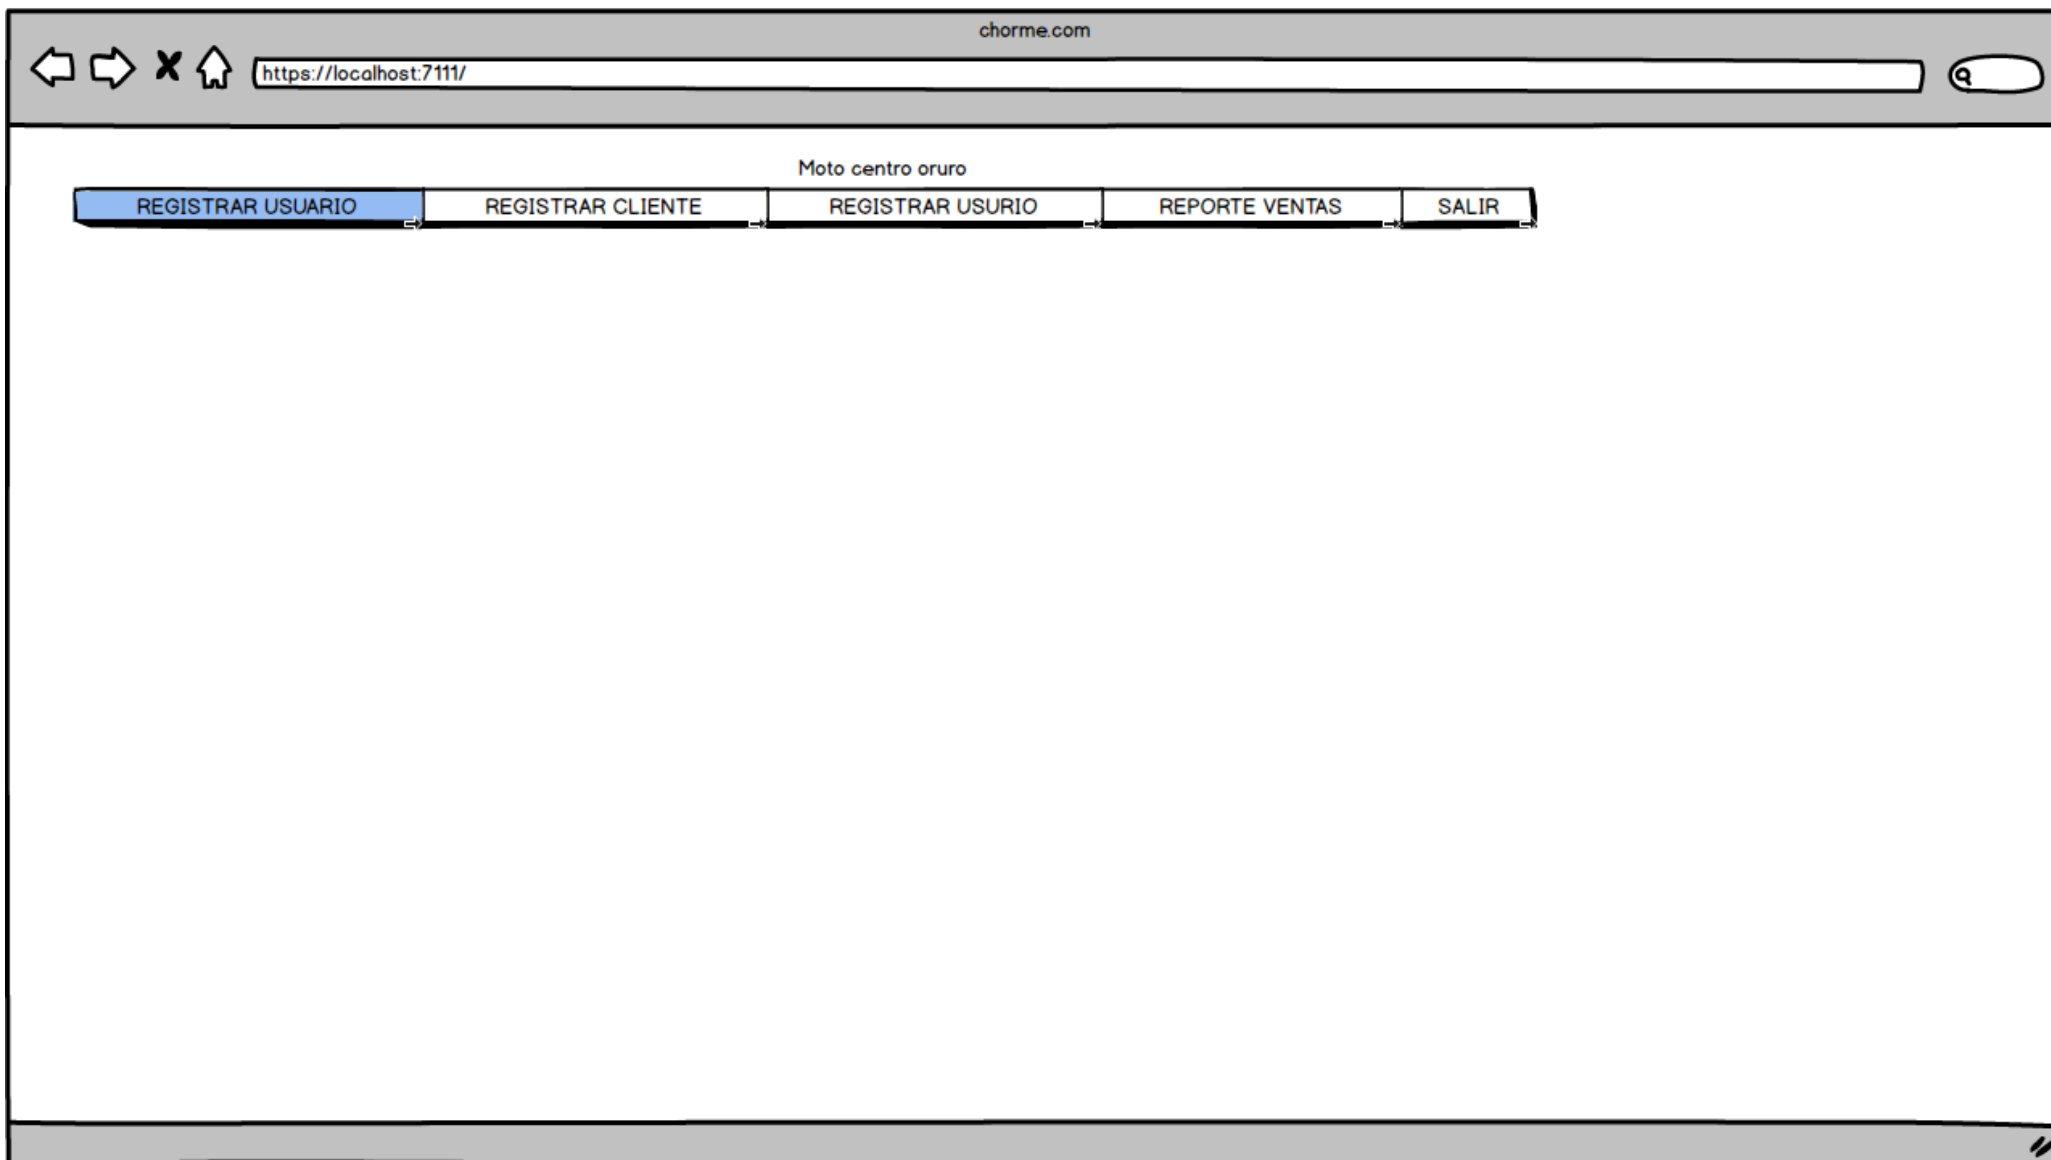 chorme.com
https://localhost:7111/
Moto centro oruro
REGISTRAR USUARIO REGISTRAR CLIENTE REGISTRAR USURIO REPORTE VENTAS SALIR